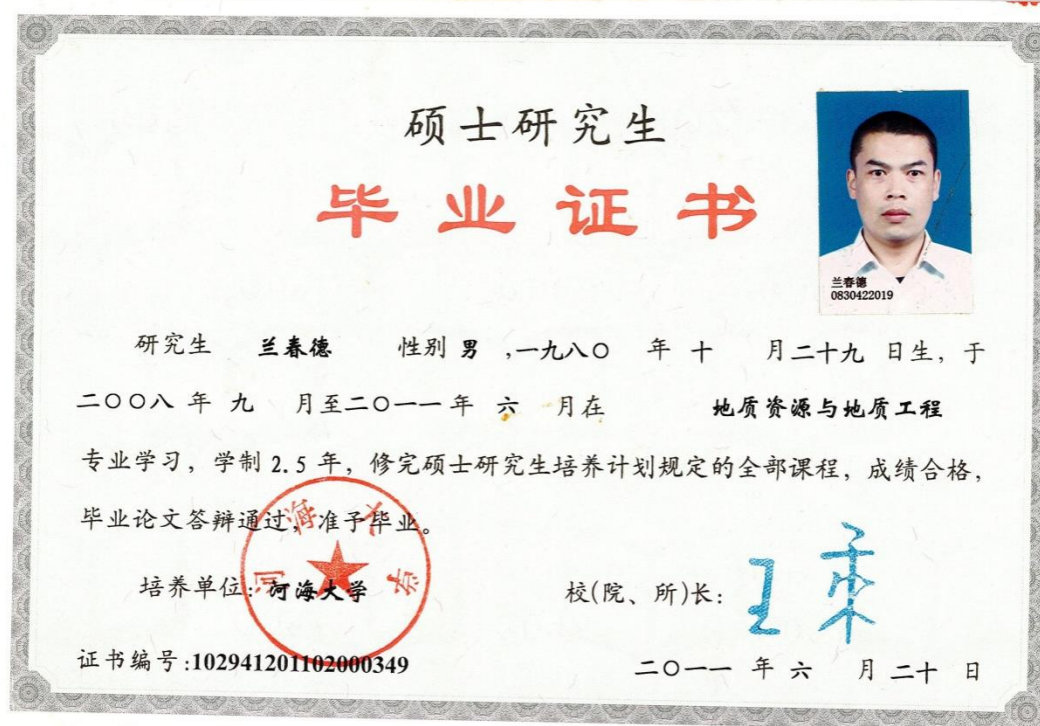 硕士研究生
毕业证书
兰春德
0830422019
研究生 兰春德 性别 男 ,一九八〇 年 十 月二十九 日生，于
二〇〇八 年 九 月至二〇一一年 六 月在 地质资源与地质工程
专业学习，学制 2.5 年，修完硕士研究生培养计划规定的全部课程，成绩合格，
毕业论文答辩通过，准予毕业。
河海大学
培养单位：河海大学 校(院、所)长：
证书编号:102941201102000349 二〇一一 年 六 月 二十 日